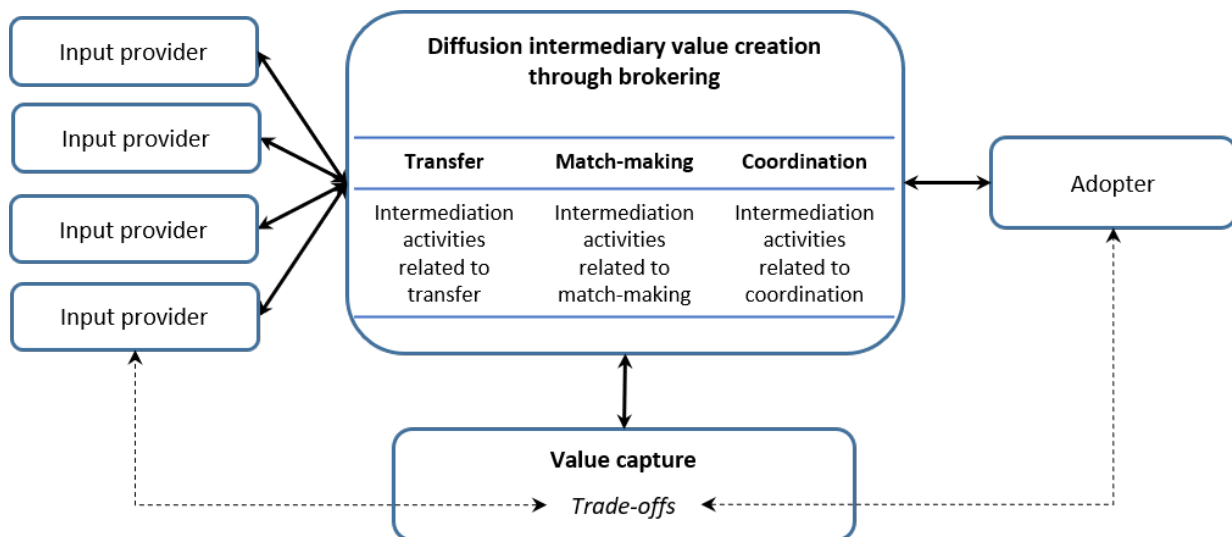 Input provider
Input provider
Input provider
Input provider
Diffusion intermediary value creation
through brokering
Transfer
Match-making
Coordination
Intermediation
activities
related to
transfer
Intermediation
activities
related to
match-making
Intermediation
activities
related to
coordination
Adopter
Value capture
Trade-offs